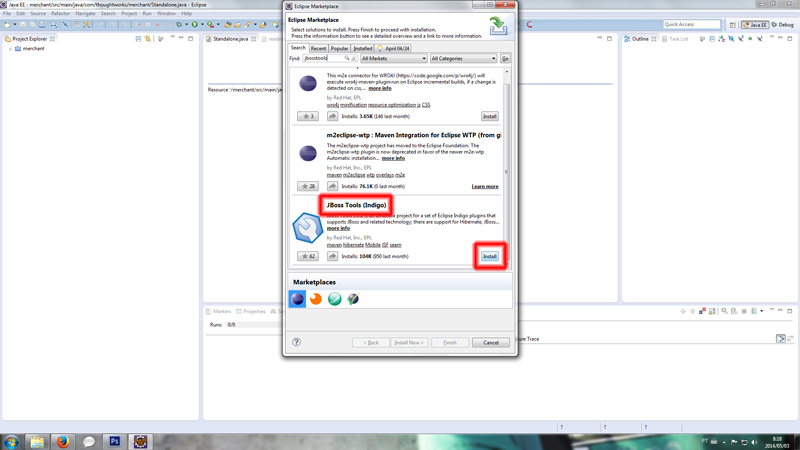 Java EE - merchant/src/main/java/com/thoughtworks/merchant/Standalone.java - Eclipse
File Edit Source Refactor Navigate Search Project Run Window Help
Quick Access
Java EE
Debug
Project Explorer
merchant
Standalone.java
Resource '/merchant/src/main/ja
Outline
Task List
Eclipse Marketplace
Eclipse Marketplace
Select solutions to install. Press Finish to proceed with installation.
Press the information button to see a detailed overview and a link to more information.
Search Recent Popular Installed April 04/24
Find: jbosstools All Markets All Categories Go
This m2e connector for WRO4J (https://code.google.com/p/wro4j/) will
execute wro4j-maven-plugin:run on Eclipse incremental builds, if a change is
detected on css,... more info
by Red Hat, EPL
wro4j minification resource optimization js CSS
3 Installs: 3.65K (146 last month) Install
m2eclipse-wtp : Maven Integration for Eclipse WTP (from gi
The m2eclipse-wtp project has moved to the Eclipse Foundation. The
m2eclipse-wtp plugin is now deprecated in favor of the newer m2e-wtp
Automatic installation... more info
by Red Hat, Inc., EPL
maven m2eclipse wtp overlays m2e
28 Installs: 76.1K (0 last month) Learn more
JBoss Tools (Indigo)
a project for a set of Eclipse Indigo plugins that
supports JBoss and related technology; there are support for Hibernate, JBoss...
more info
by Red Hat, Inc., EPL
maven hibernate Mobile JSF seam
62 Installs: 104K (950 last month) Install
Marketplaces
< Back Install Now > Finish Cancel
Markers Properties
Runs: 0/0
ure Trace
PT
8:18
2014/05/03